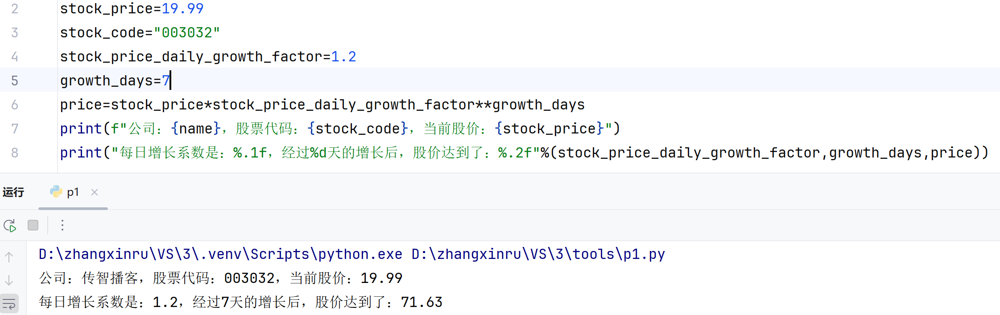 2 stock_price=19.99
3 stock_code="003032"
4 stock_price_daily_growth_factor=1.2
5 growth_days=7
6 price=stock_price*stock_price_daily_growth_factor**growth_days
7 print(f"公司：{name}，股票代码：{stock_code}，当前股价：{stock_price}")
8 print("每日增长系数是：%.1f，经过%d天的增长后，股价达到了：%.2f"%(stock_price_daily_growth_factor,growth_days,price))
运行 p1
D:\zhangxinru\VS\3\.venv\Scripts\python.exe D:\zhangxinru\VS\3\tools\p1.py
公司：传智播客，股票代码：003032，当前股价：19.99
每日增长系数是：1.2，经过7天的增长后，股价达到了：71.63